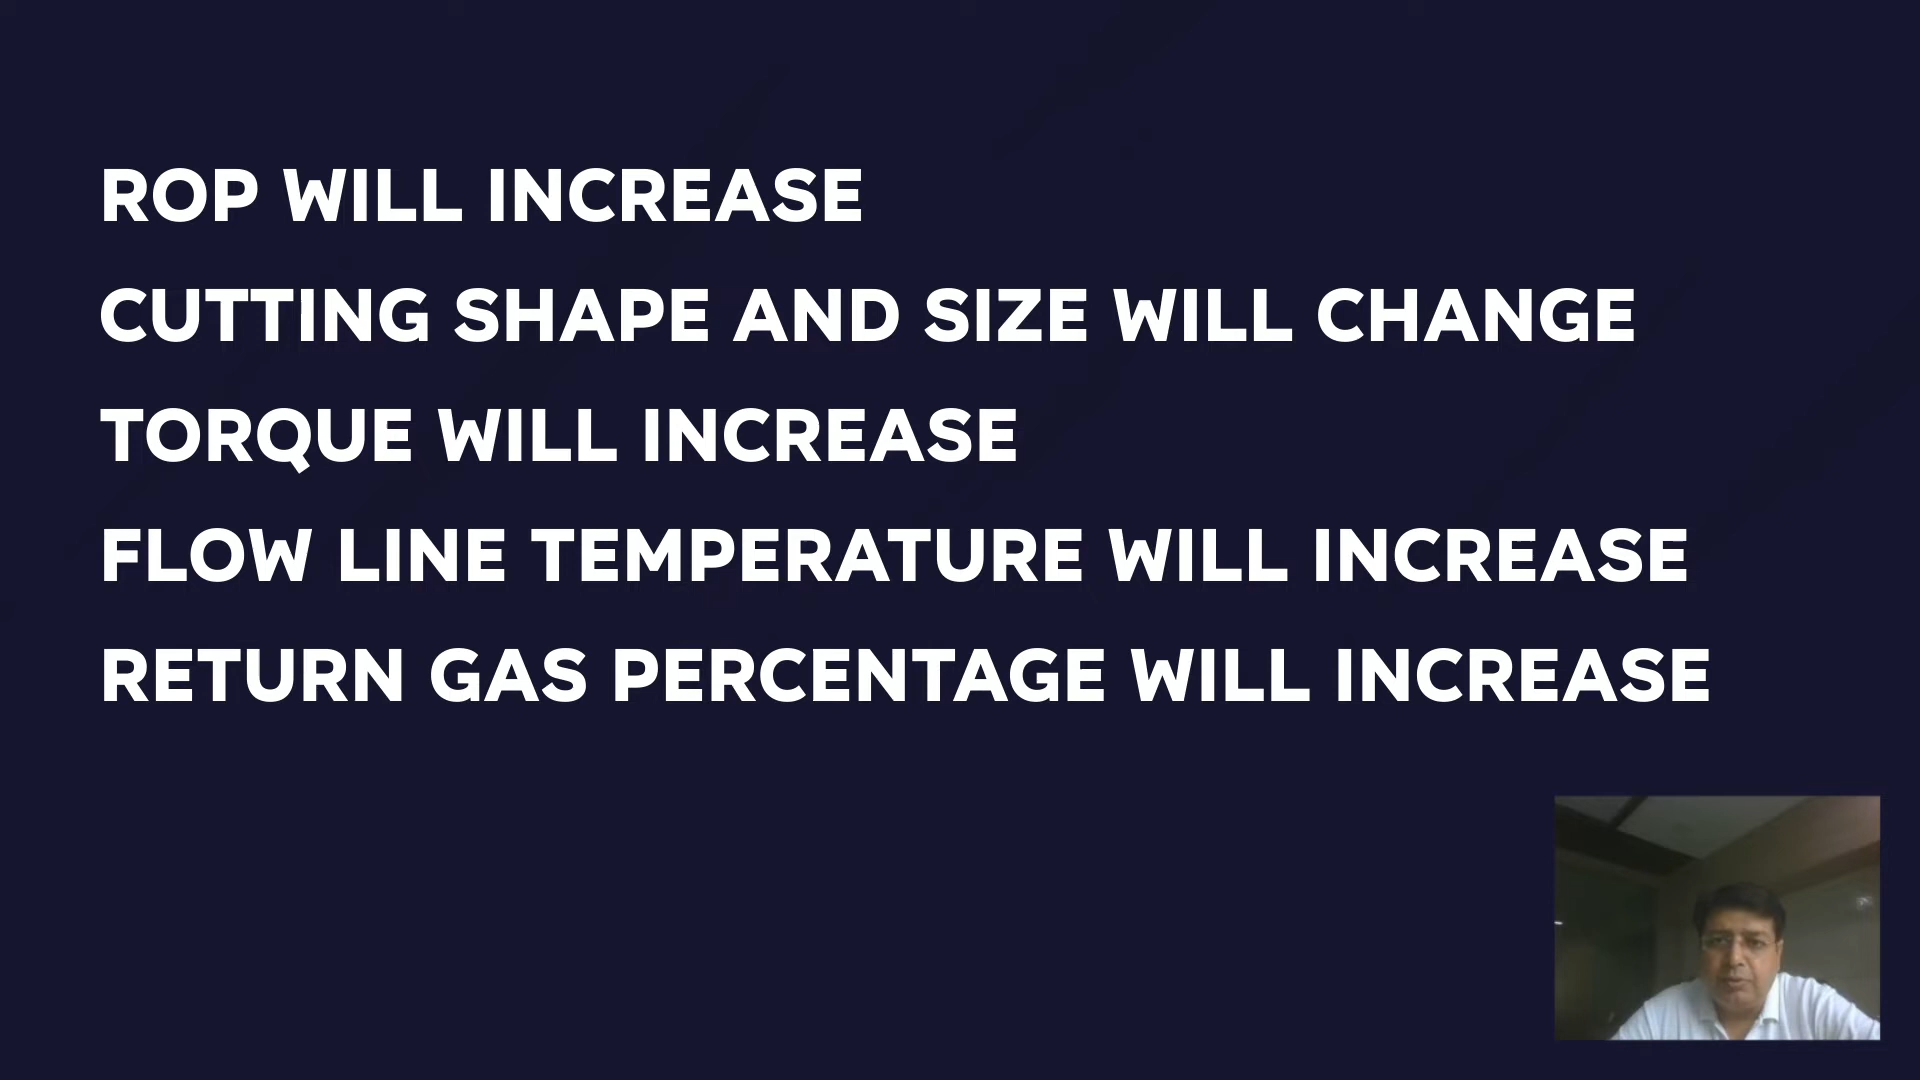 ROP WILL INCREASE
CUTTING SHAPE AND SIZE WILL CHANGE
TORQUE WILL INCREASE
FLOW LINE TEMPERATURE WILL INCREASE
RETURN GAS PERCENTAGE WILL INCREASE